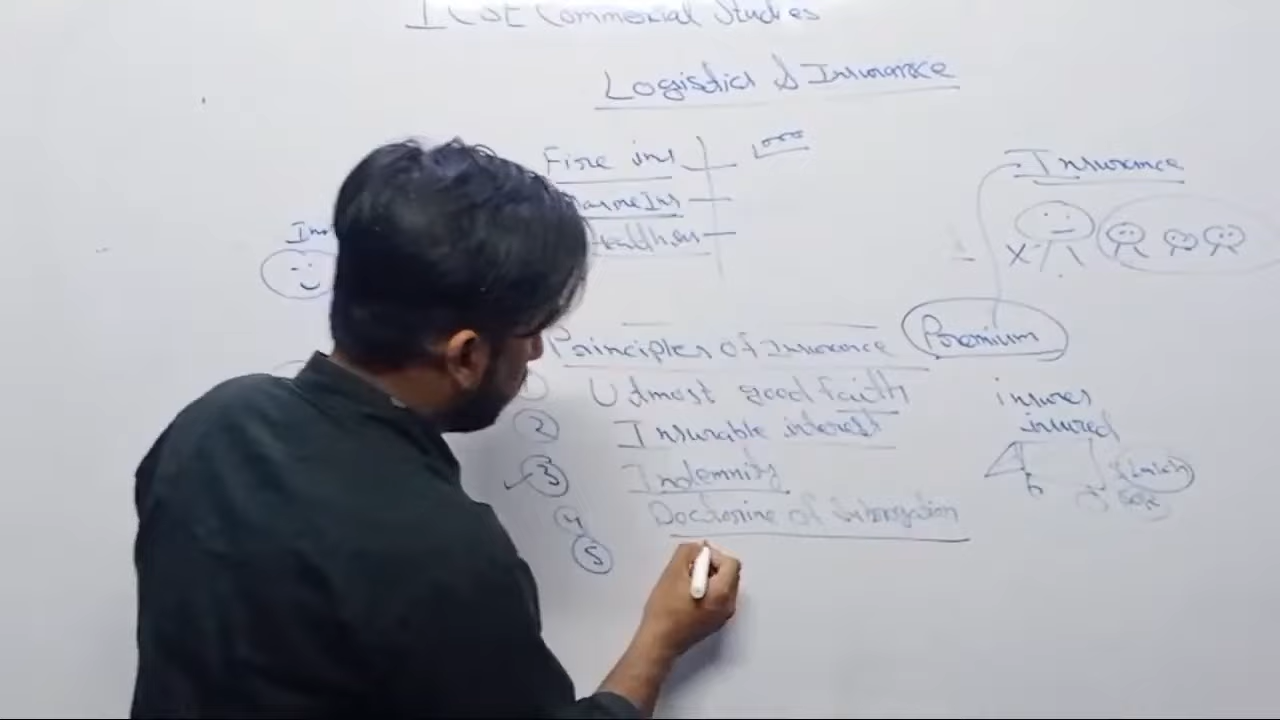 ICSE Commercial Studies
Logistics & Insurance
Fire ins
Marine Ins
Health ins
Loss
Insurance
X
Principles of Insurance
Premium
1 Utmost good faith
2 Insurable interest
3 Indemnity
4 Doctrine of Subrogation
5
insurer
insured